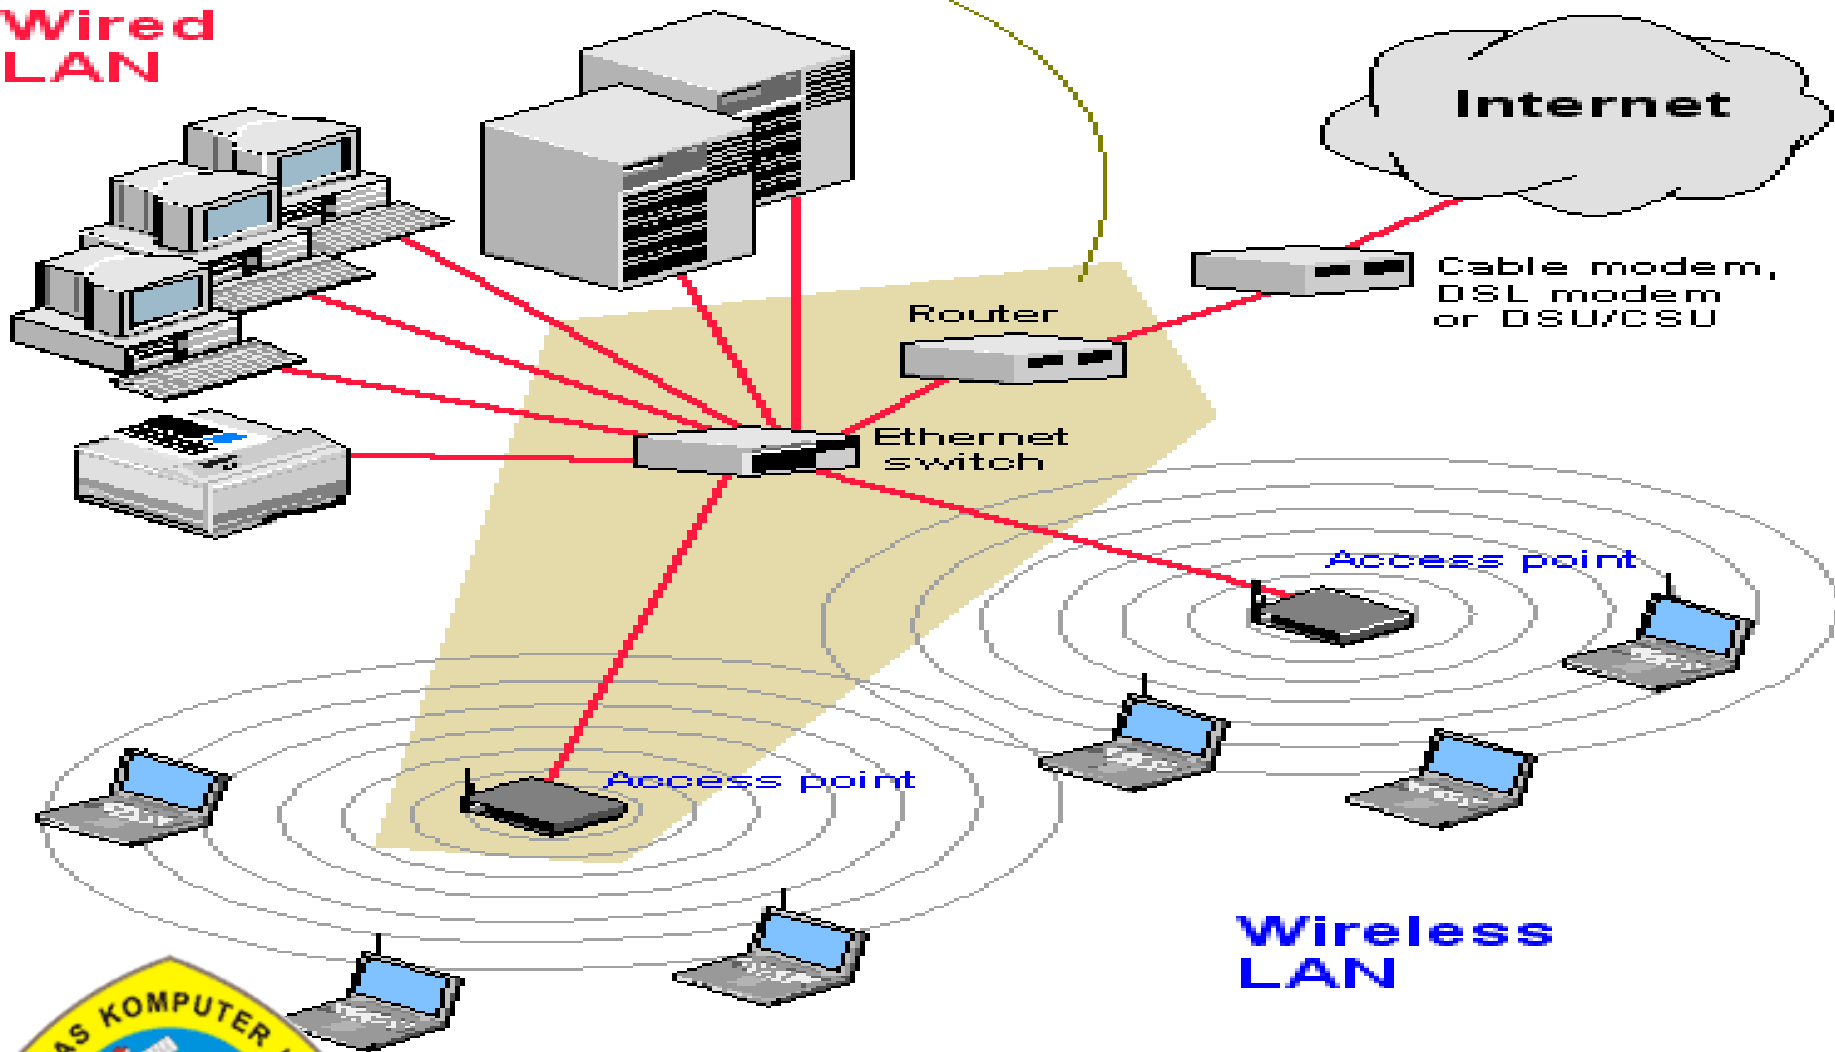 Wired
LAN
Internet
Cable modem,
DSL modem
or DSU/CSU
Router
Ethernet
switch
Access point
Access point
Wireless
LAN
KOMPUTER